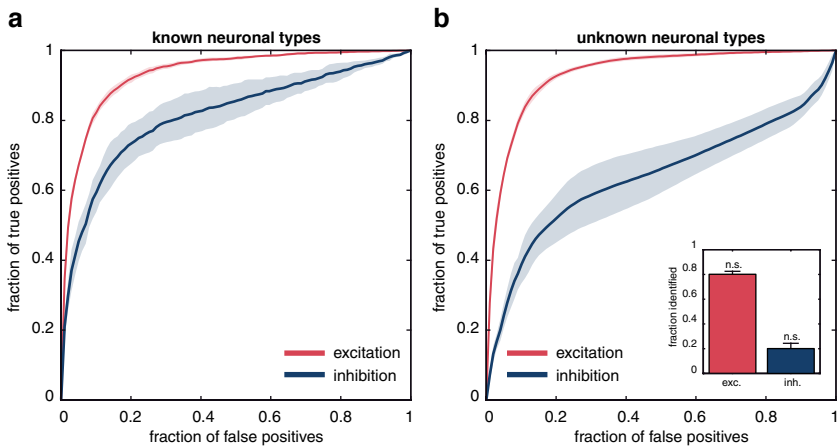 a
known neuronal types
1
0.8
0.6
0.4
0.2
0
0.2
0.4
0.6
0.8
1
fraction of true positives
fraction of false positives
excitation
inhibition
b
unknown neuronal types
1
0.8
0.6
0.4
0.2
0
0.2
0.4
0.6
0.8
1
fraction of true positives
fraction of false positives
excitation
inhibition
1
0.8
0.6
0.4
0.2
0
fraction identified
n.s.
n.s.
exc.
inh.